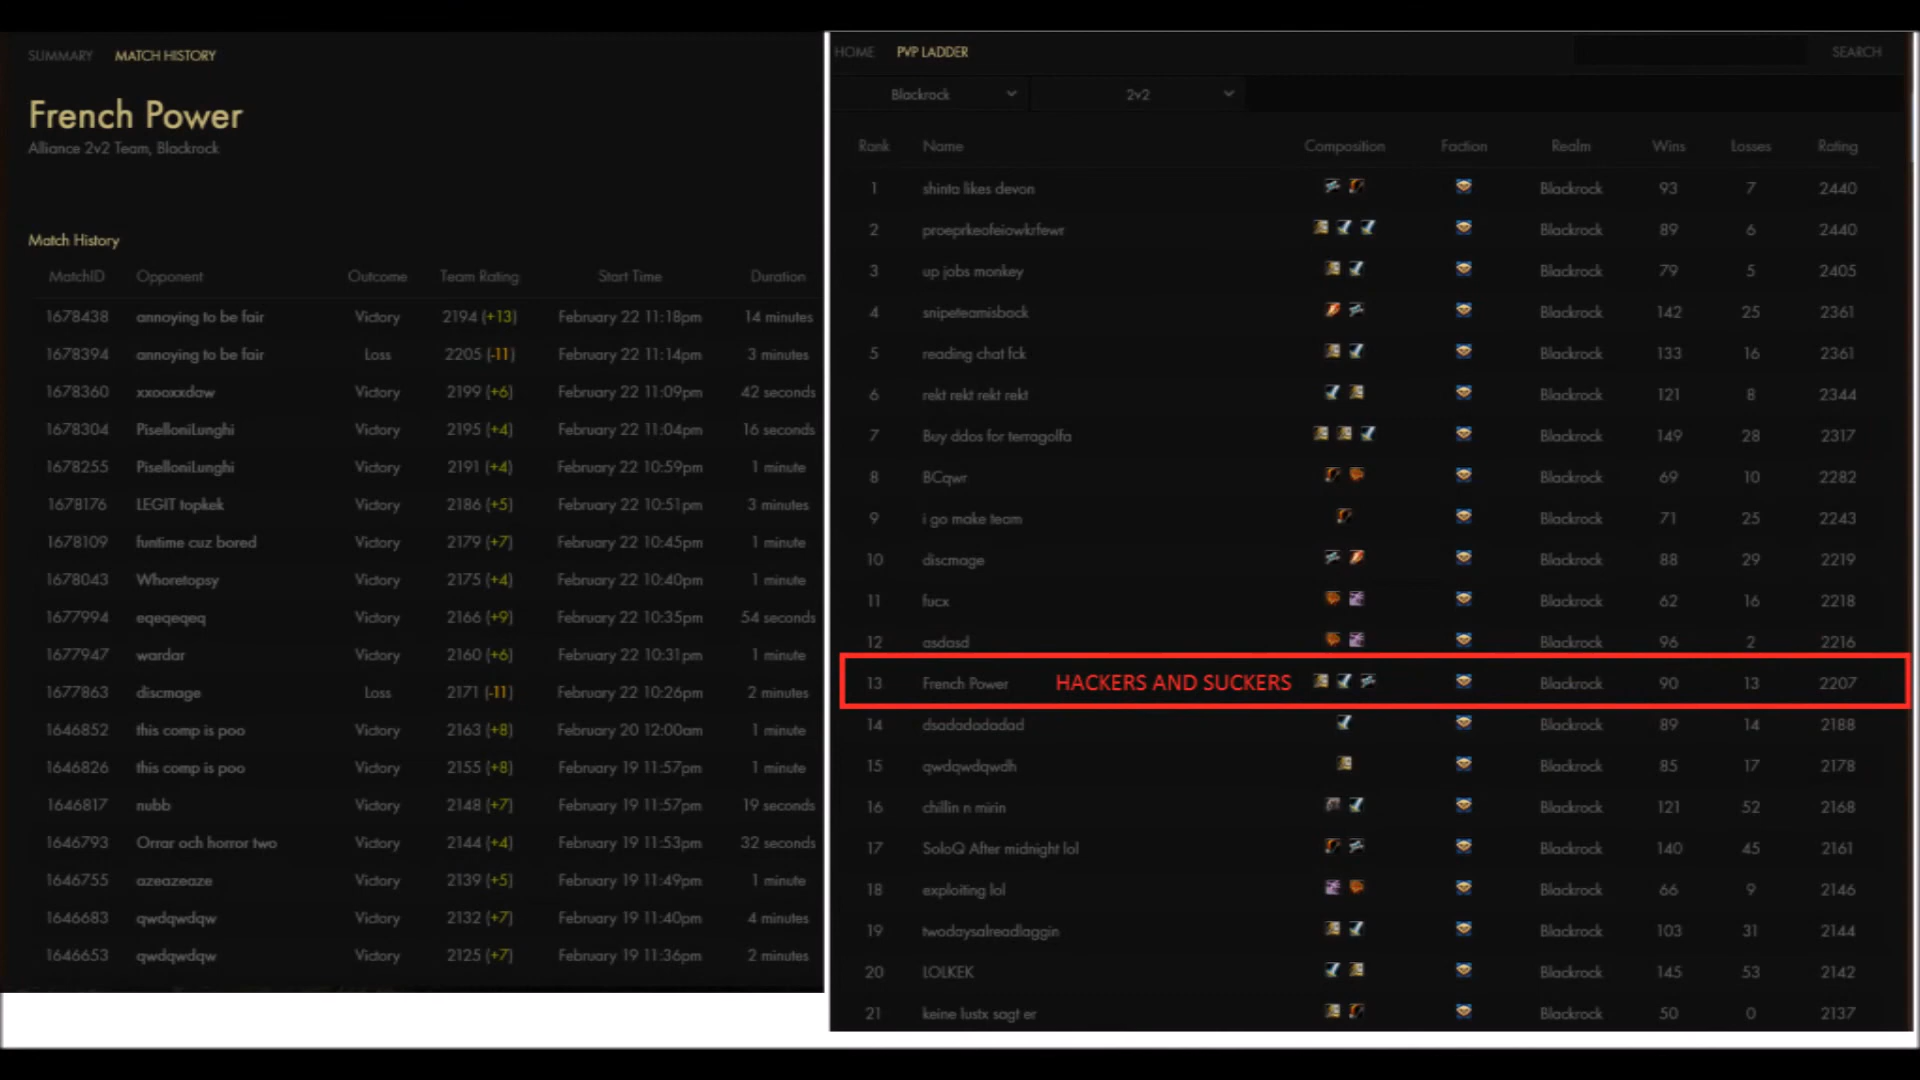 SUMMARY MATCH HISTORY
French Power
Alliance 2v2 Team, Blackrock
Match History
MatchID Opponent Outcome Team Rating Start Time Duration
1678438 annoying to be fair Victory 2194 (+13) February 22 11:18pm 14 minutes
1678394 annoying to be fair Loss 2205 (-11) February 22 11:14pm 3 minutes
1678360 xxooxxdaw Victory 2199 (+6) February 22 11:09pm 42 seconds
1678304 PiselloniLunghi Victory 2195 (+4) February 22 11:04pm 16 seconds
1678255 PiselloniLunghi Victory 2191 (+4) February 22 10:59pm 1 minute
1678176 LEGIT topkek Victory 2186 (+5) February 22 10:51pm 3 minutes
1678109 funtime cuz bored Victory 2179 (+7) February 22 10:45pm 1 minute
1678043 Whoretopsy Victory 2175 (+4) February 22 10:40pm 1 minute
1677994 eqeqeqeq Victory 2166 (+9) February 22 10:35pm 54 seconds
1677947 wardar Victory 2160 (+6) February 22 10:31pm 1 minute
1677863 discmage Loss 2171 (-11) February 22 10:26pm 2 minutes
1646852 this comp is poo Victory 2163 (+8) February 20 12:00am 1 minute
1646826 this comp is poo Victory 2155 (+8) February 19 11:57pm 1 minute
1646817 nubb Victory 2148 (+7) February 19 11:57pm 19 seconds
1646793 Orrar och horror two Victory 2144 (+4) February 19 11:53pm 32 seconds
1646755 azeazeaze Victory 2139 (+5) February 19 11:49pm 1 minute
1646683 qwdqwdqw Victory 2132 (+7) February 19 11:40pm 4 minutes
1646653 qwdqwdqw Victory 2125 (+7) February 19 11:36pm 2 minutes
HOME PVP LADDER SEARCH
Blackrock 2v2
Rank Name Composition Faction Realm Wins Losses Rating
1 shinta likes devon Blackrock 93 7 2440
2 proeprkeofeiowkrfewr Blackrock 89 6 2440
3 up jobs monkey Blackrock 79 5 2405
4 snipeteamisback Blackrock 142 25 2361
5 reading chat fck Blackrock 133 16 2361
6 rekt rekt rekt rekt Blackrock 121 8 2344
7 Buy ddos for terragolfa Blackrock 149 28 2317
8 BCqwr Blackrock 69 10 2282
9 i go make team Blackrock 71 25 2243
10 discmage Blackrock 88 29 2219
11 fucx Blackrock 62 16 2218
12 asdasd Blackrock 96 2 2216
13 French Power HACKERS AND SUCKERS Blackrock 90 13 2207
14 dsadadadadad Blackrock 89 14 2188
15 qwdqwdqwdh Blackrock 85 17 2178
16 chillin n mirin Blackrock 121 52 2168
17 SoloQ After midnight lol Blackrock 140 45 2161
18 exploiting lol Blackrock 66 9 2146
19 twodaysalreadlaggin Blackrock 103 31 2144
20 LOLKEK Blackrock 145 53 2142
21 keine lustx sagt er Blackrock 50 0 2137